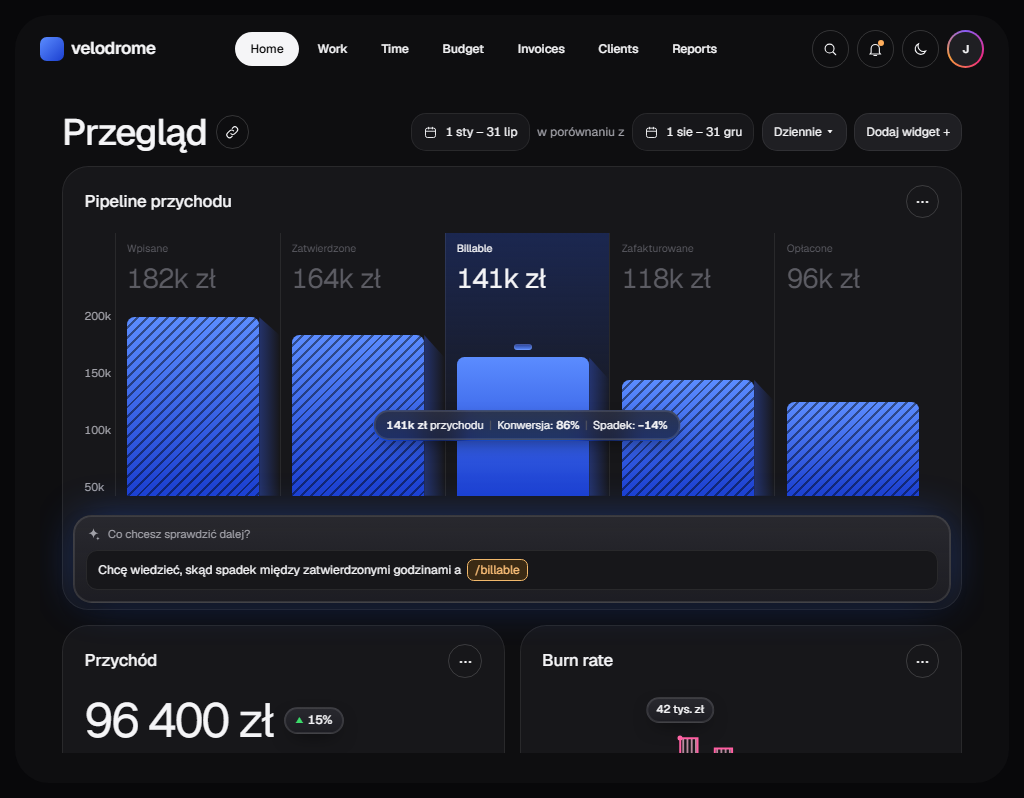 velodrome
Home Work Time Budget Invoices Clients Reports
J
Przegląd
1 sty – 31 lip w porównaniu z 1 sie – 31 gru Dziennie Dodaj widget +
Pipeline przychodu
Wpisane Zatwierdzone Billable Zafakturowane Opłacone
182k zł 164k zł 141k zł 118k zł 96k zł
200k
150k
100k
50k
141k zł przychodu Konwersja: 86% Spadek: –14%
Co chcesz sprawdzić dalej?
Chcę wiedzieć, skąd spadek między zatwierdzonymi godzinami a /billable
Przychód
96 400 zł 15%
Burn rate
42 tys. zł